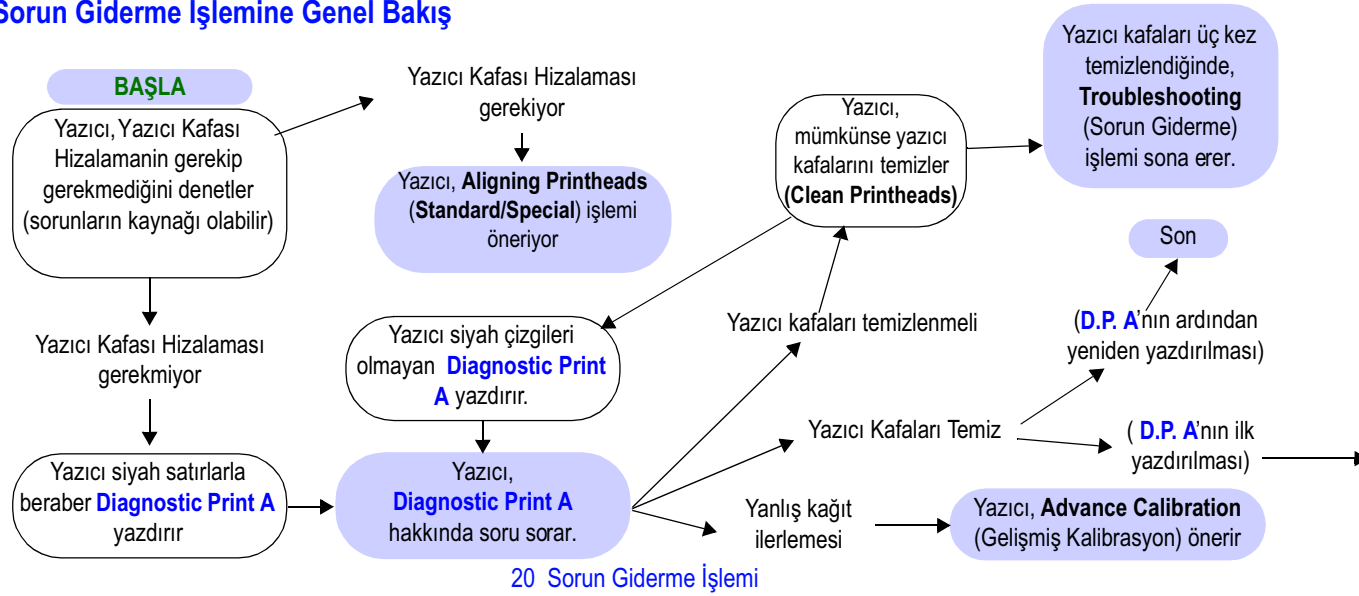 Sorun Giderme İşlemine Genel Bakış
BAŞLA
Yazıcı, Yazıcı Kafası
Hizalamanin gerekip
gerekmediğini denetler
(sorunların kaynağı olabilir)
Yazıcı Kafası Hizalaması
gerekiyor
Yazıcı, Aligning Printheads
(Standard/Special) işlemi
öneriyor
Yazıcı Kafası Hizalaması
gerekmiyor
Yazıcı siyah satırlarla
beraber Diagnostic Print A
yazdırır
Yazıcı siyah çizgileri
olmayan Diagnostic Print
A yazdırır.
Yazıcı,
Diagnostic Print A
hakkında soru sorar.
Yazıcı,
mümkünse yazıcı
kafalarını temizler
(Clean Printheads)
Yazıcı kafaları üç kez
temizlendiğinde,
Troubleshooting
(Sorun Giderme)
işlemi sona erer.
Yazıcı kafaları temizlenmeli
Yazıcı Kafaları Temiz
Son
(D.P. A'nın ardından
yeniden yazdırılması)
( D.P. A'nın ilk
yazdırılması)
Yanlış kağıt
ilerlemesi
Yazıcı, Advance Calibration
(Gelişmiş Kalibrasyon) önerir
20 Sorun Giderme İşlemi